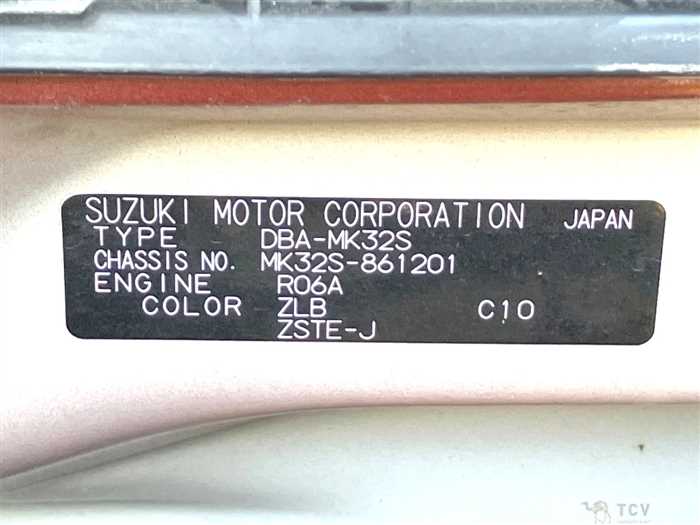 SUZUKI MOTOR CORPORATION JAPAN
TYPE DBA-MK32S
CHASSIS NO. MK32S-861201
ENGINE R06A
COLOR ZLB C10
ZSTE-J
TCV